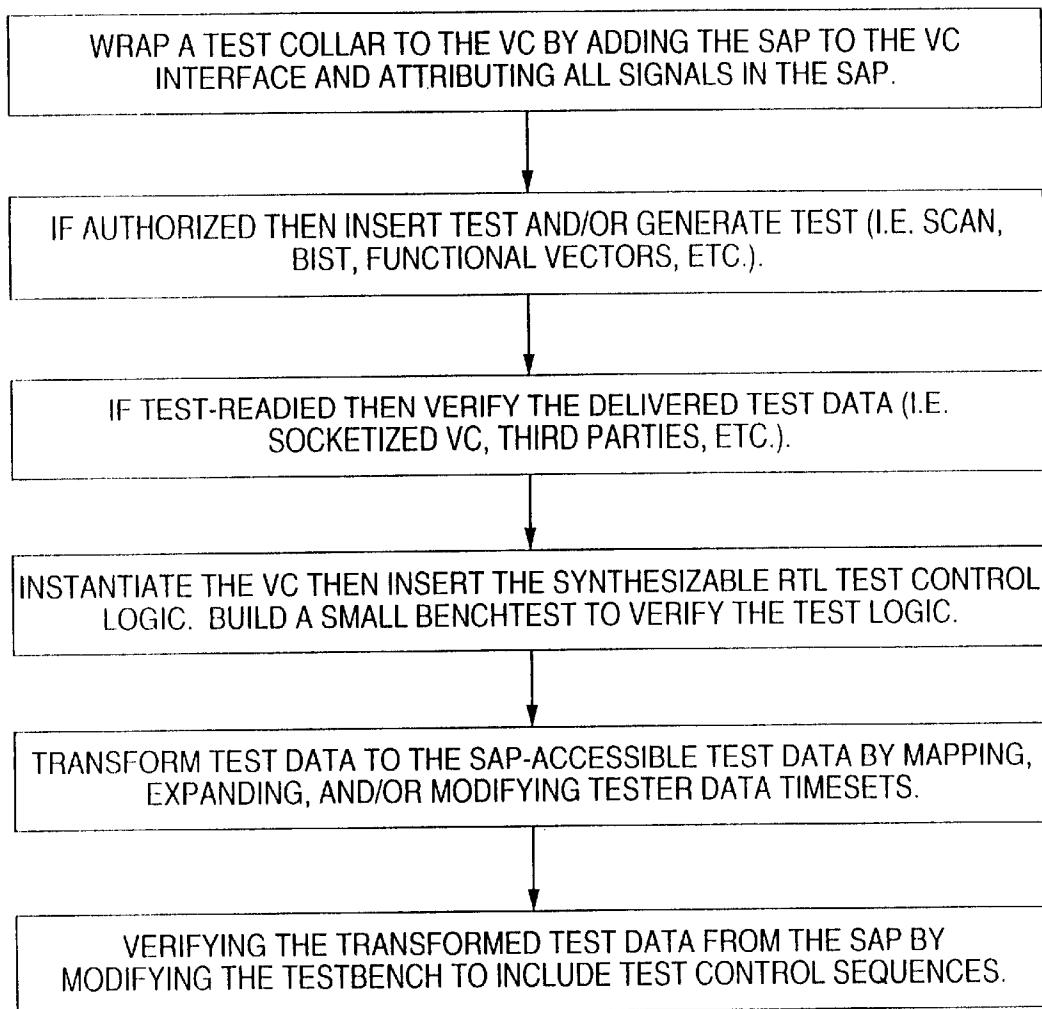 WRAP A TEST COLLAR TO THE VC BY ADDING THE SAP TO THE VC
INTERFACE AND ATTRIBUTING ALL SIGNALS IN THE SAP.
IF AUTHORIZED THEN INSERT TEST AND/OR GENERATE TEST (I.E. SCAN,
BIST, FUNCTIONAL VECTORS, ETC.).
IF TEST-READIED THEN VERIFY THE DELIVERED TEST DATA (I.E.
SOCKETIZED VC, THIRD PARTIES, ETC.).
INSTANTIATE THE VC THEN INSERT THE SYNTHESIZABLE RTL TEST CONTROL
LOGIC. BUILD A SMALL BENCHTEST TO VERIFY THE TEST LOGIC.
TRANSFORM TEST DATA TO THE SAP-ACCESSIBLE TEST DATA BY MAPPING,
EXPANDING, AND/OR MODIFYING TESTER DATA TIMESETS.
VERIFYING THE TRANSFORMED TEST DATA FROM THE SAP BY
MODIFYING THE TESTBENCH TO INCLUDE TEST CONTROL SEQUENCES.